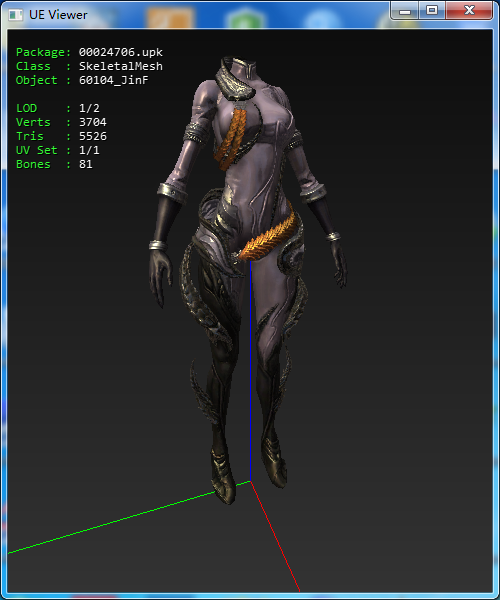 UE Viewer
Package: 00024706.upk
Class : SkeletalMesh
Object : 60104_JinF
LOD : 1/2
Verts : 3704
Tris : 5526
UV Set : 1/1
Bones : 81